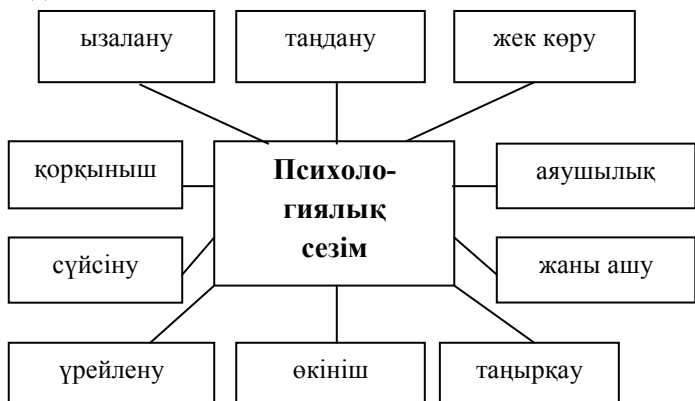 ызалану
таңдану
жек көру
қорқыныш
Психоло-
гиялық
сезім
аяушылық
сүйсіну
жаны ашу
үрейлену
өкініш
таңырқау